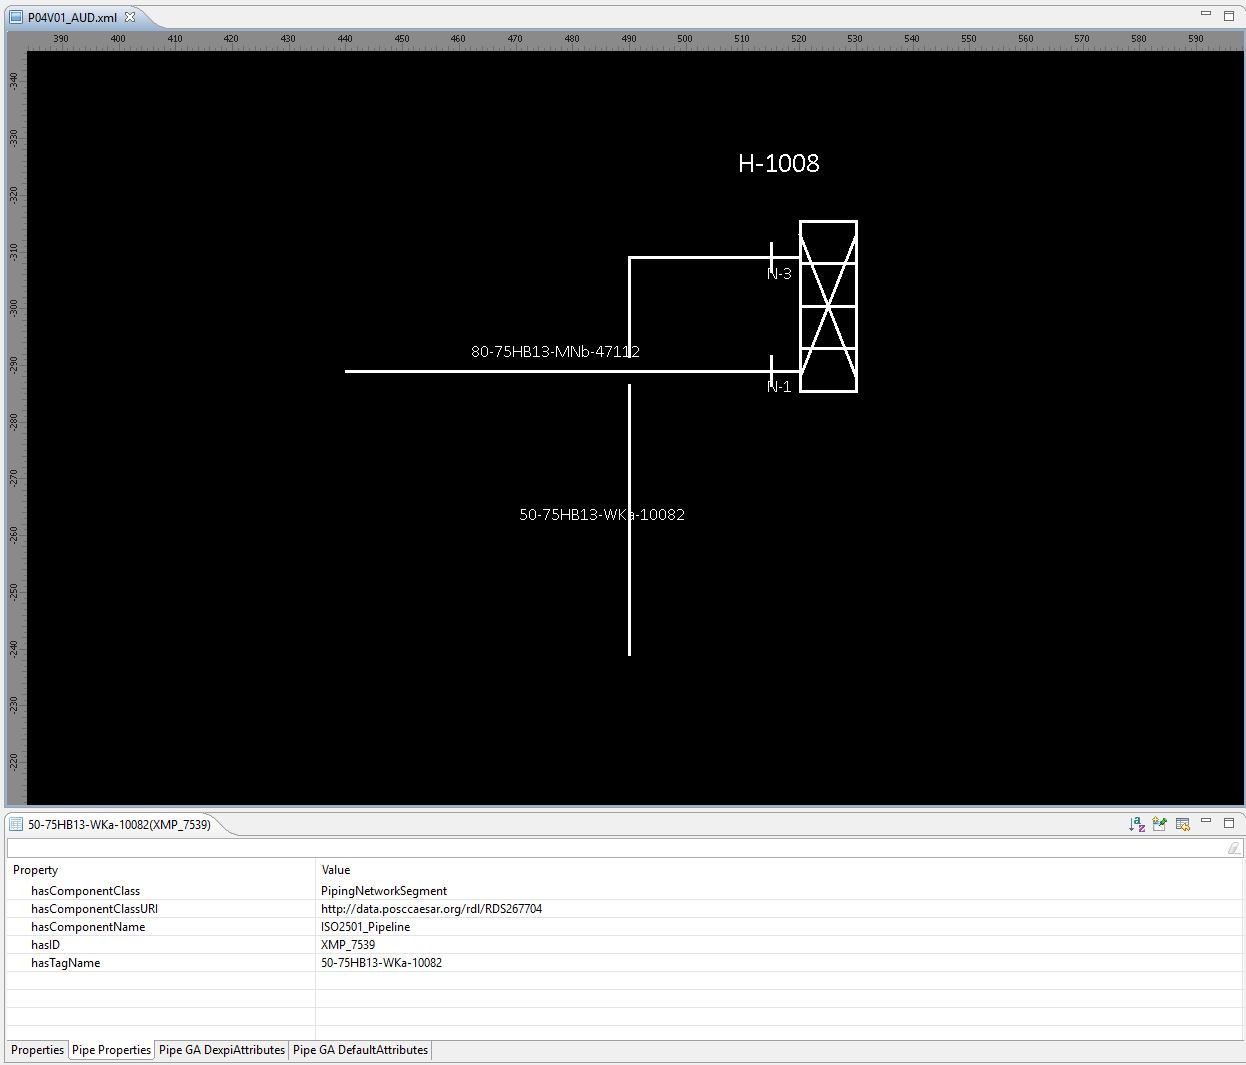 P04V01_AUD.xml
390 400 410 420 430 440 450 460 470 480 490 500 510 520 530 540 550 560 570 580 590
-340
-330
-320
-310
-300
-290
-280
-270
-260
-250
-240
-230
-220
H-1008
N-3
80-75HB13-MNb-47112
N-1
50-75HB13-WKa-10082
50-75HB13-WKa-10082(XMP_7539)
Property Value
hasComponentClass PipingNetworkSegment
hasComponentClassURI http://data.posccaesar.org/rdl/RDS267704
hasComponentName ISO2501_Pipeline
hasID XMP_7539
hasTagName 50-75HB13-WKa-10082
Properties Pipe Properties Pipe GA DexpiAttributes Pipe GA DefaultAttributes